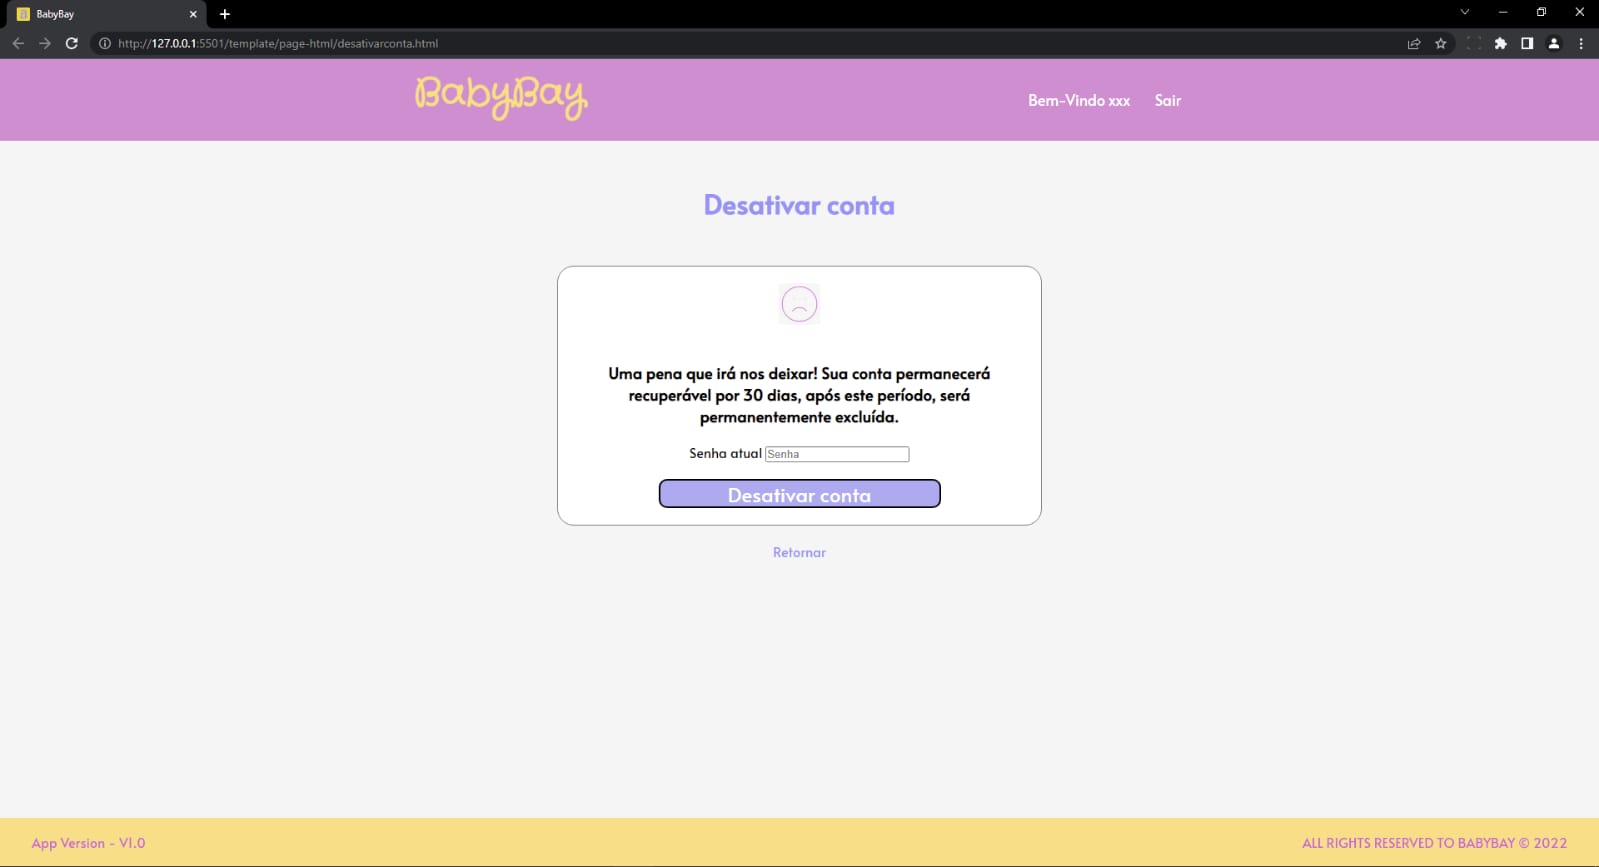 BabyBay
http://127.0.0.1:5501/template/page-html/desativarconta.html
BabyBay
Bem-Vindo xxx
Sair
Desativar conta
Uma pena que irá nos deixar! Sua conta permanecerá
recuperável por 30 dias, após este período, será
permanentemente excluída.
Senha atual Senha
Desativar conta
Retornar
App Version - V1.0
ALL RIGHTS RESERVED TO BABYBAY © 2022